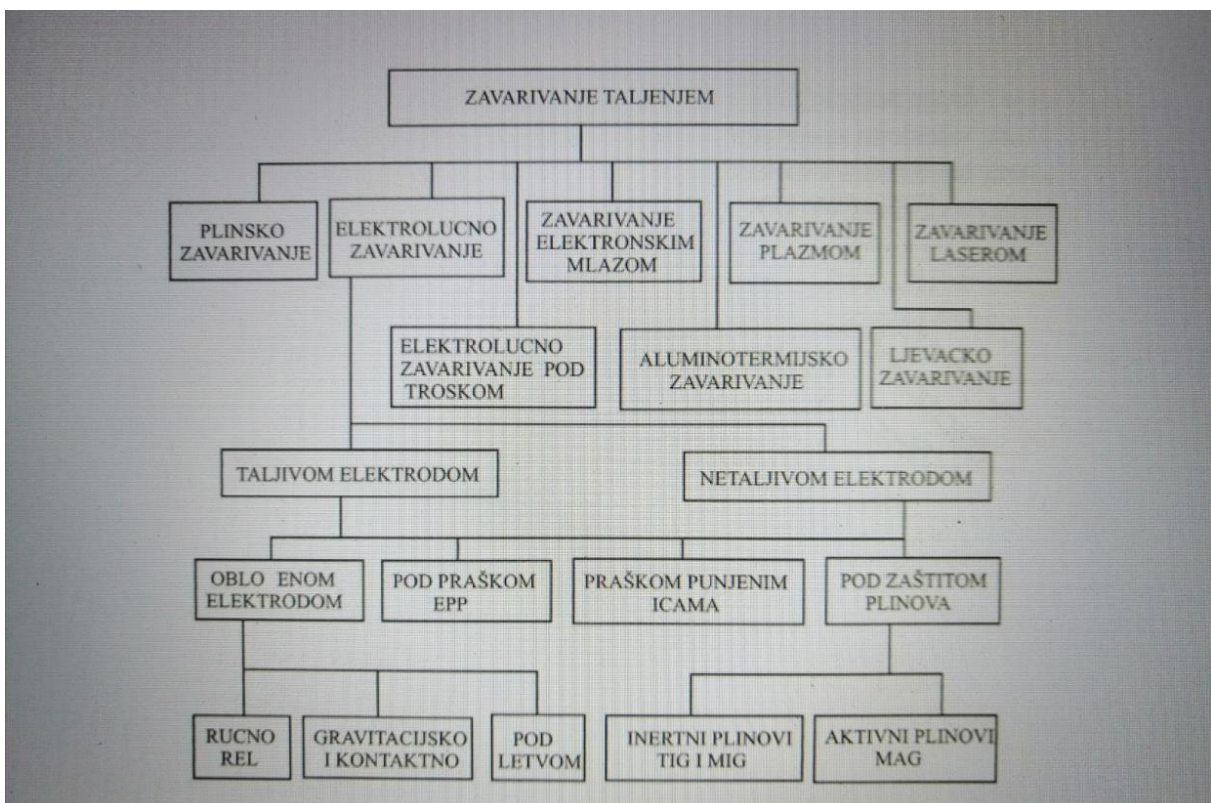 ZAVARIVANJE TALJENJEM
PLINSKO
ZAVARIVANJE
ELEKTROLUCNO
ZAVARIVANJE
ZAVARIVANJE
ELEKTRONSKIM
MLAZOM
ZAVARIVANJE
PLAZMOM
ZAVARIVANJE
LASEROM
ELEKTROLUCNO
ZAVARIVANJE POD
TROSKOM
ALUMINOTERMIJSKO
ZAVARIVANJE
LJEVACKO
ZAVARIVANJE
TALJIVOM ELEKTRODOM
NETALJIVOM ELEKTRODOM
OBLO ENOM
ELEKTRODOM
POD PRAŠKOM
EPP
PRAŠKOM PUNJENIM
ICAMA
POD ZAŠTITOM
PLINOVA
RUCNO
REL
GRAVITACIJSKO
I KONTAKTNO
POD
LETVOM
INERTNI PLINOVI
TIG I MIG
AKTIVNI PLINOVI
MAG